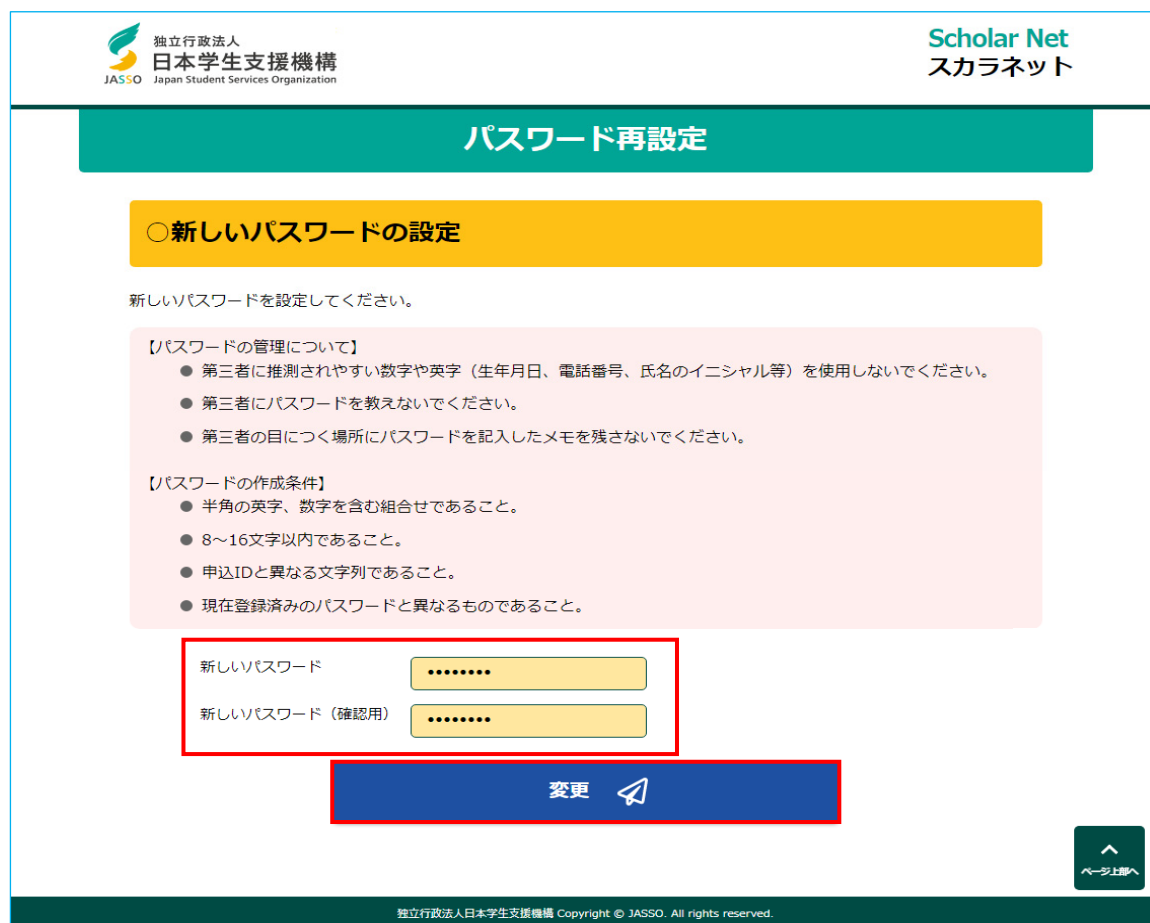 独立行政法人
日本学生支援機構
JASSO Japan Student Services Organization
Scholar Net
スカラネット
パスワード再設定
○新しいパスワードの設定
新しいパスワードを設定してください。
【パスワードの管理について】
● 第三者に推測されやすい数字や英字（生年月日、電話番号、氏名のイニシャル等）を使用しないでください。
● 第三者にパスワードを教えないでください。
● 第三者の目につく場所にパスワードを記入したメモを残さないでください。
【パスワードの作成条件】
● 半角の英字、数字を含む組合せであること。
● 8～16文字以内であること。
● 申込IDと異なる文字列であること。
● 現在登録済みのパスワードと異なるものであること。
新しいパスワード ••••••••
新しいパスワード（確認用） ••••••••
変更
ページ上部へ
独立行政法人日本学生支援機構 Copyright © JASSO. All rights reserved.